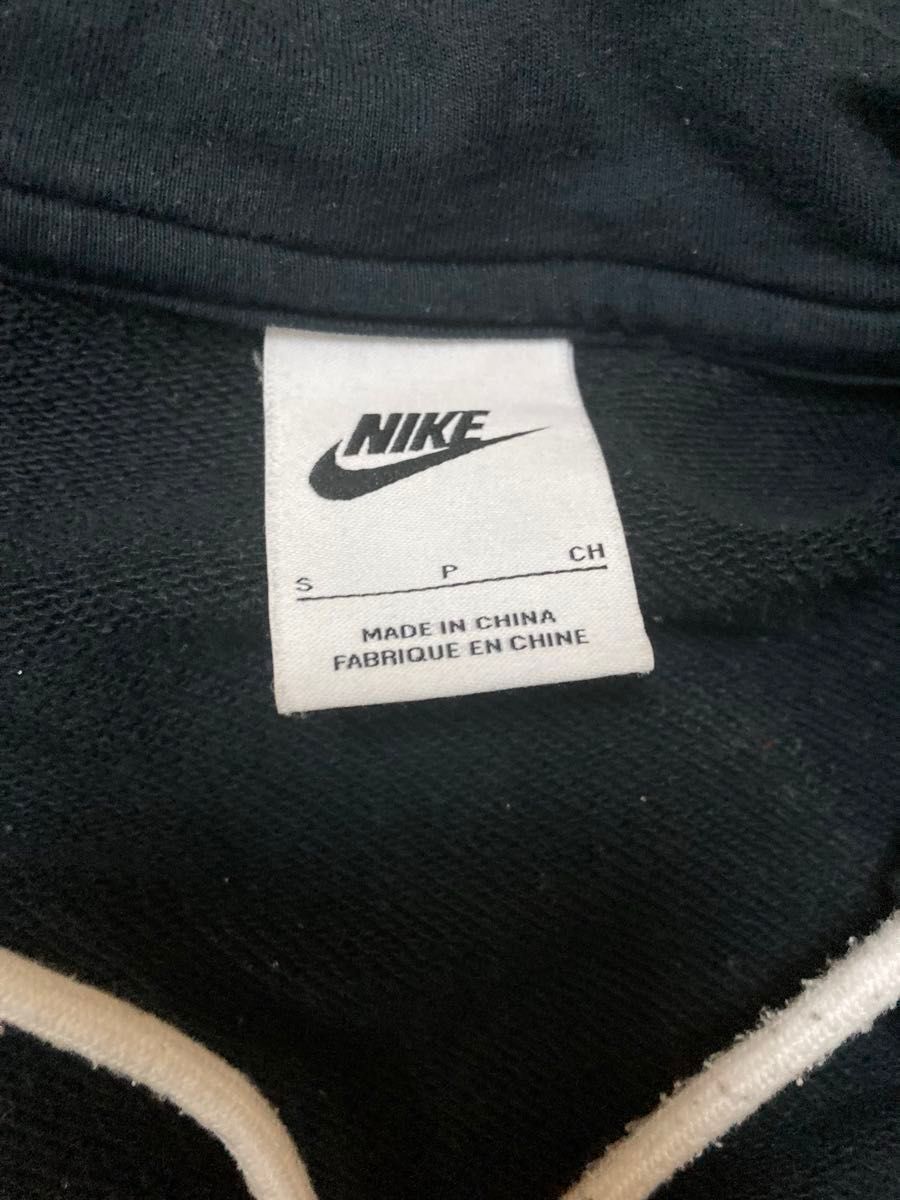 NIKE
S P CH
MADE IN CHINA
FABRIQUE EN CHINE